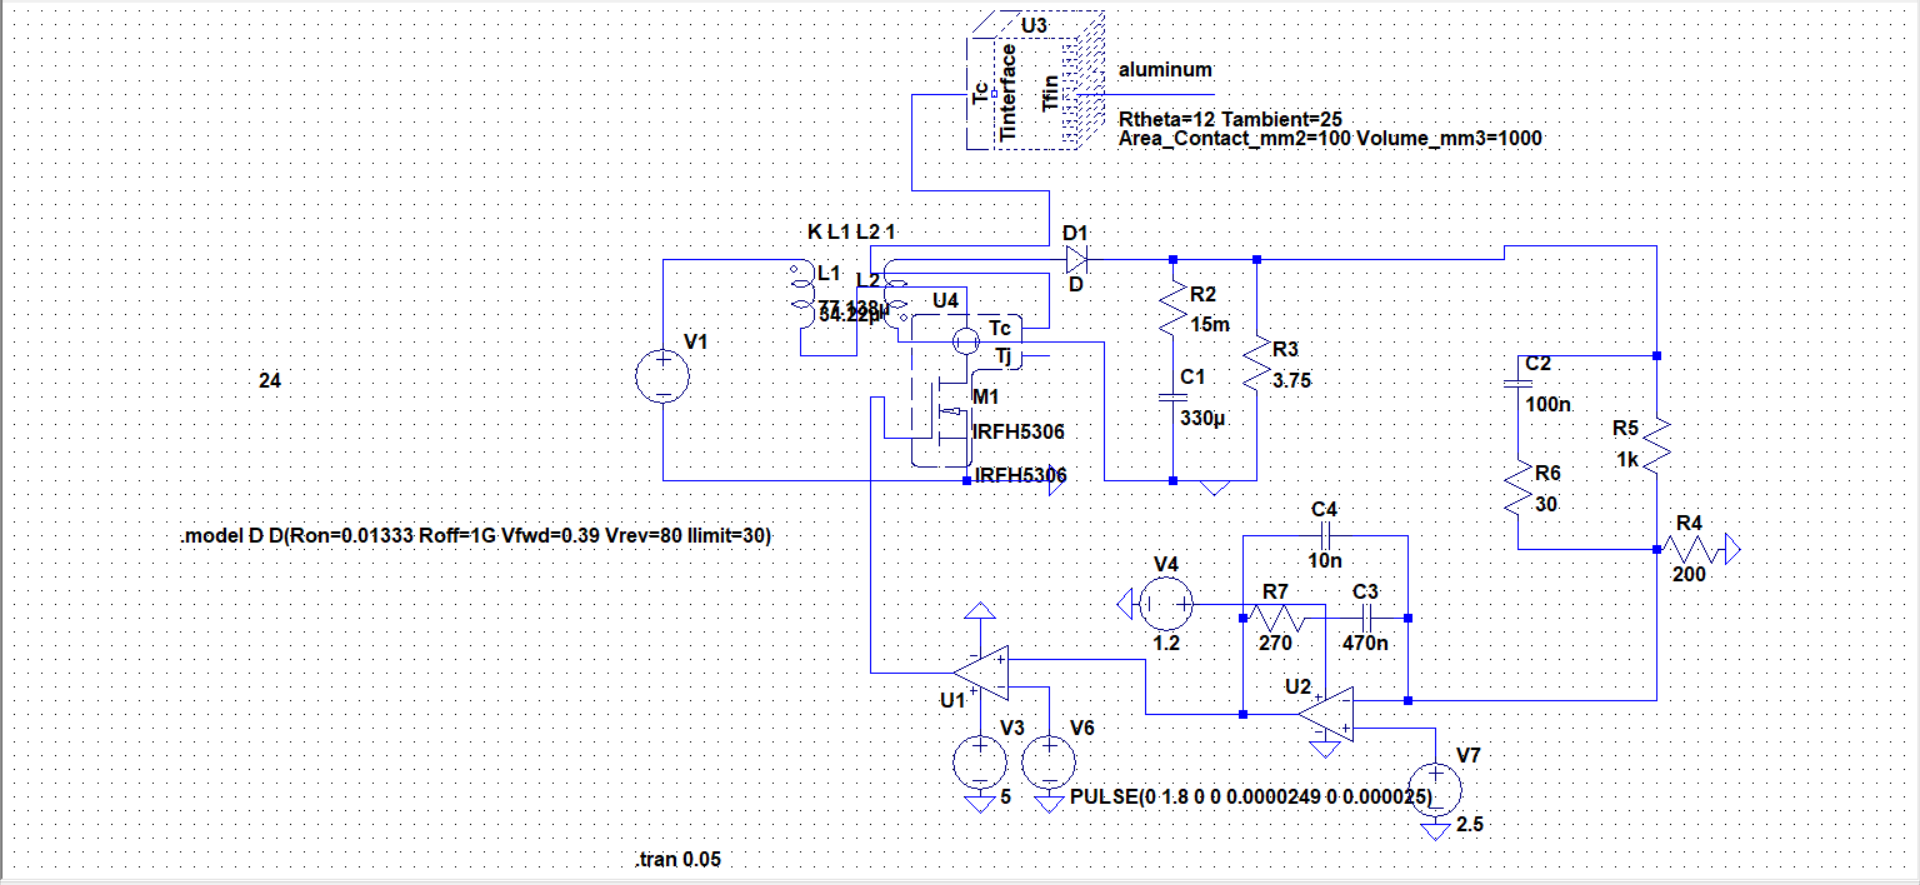 U3
Tc
Tinterface
Tfin
aluminum
Rtheta=12 Tambient=25
Area_Contact_mm2=100 Volume_mm3=1000
K L1 L2 1
D1
L1
L2
D
U4
34.22µ
R2
15m
V1
Tc
Tj
R3
3.75
24
C1
330µ
M1
IRFH5306
C2
100n
R5
1k
IRFH5306
R6
30
.model D D(Ron=0.01333 Roff=1G Vfwd=0.39 Vrev=80 Ilimit=30)
C4
10n
R4
200
V4
1.2
R7
270
C3
470n
U1
U2
V3
5
V6
PULSE(0 1.8 0 0 0.0000249 0 0.000025)
V7
2.5
.tran 0.05